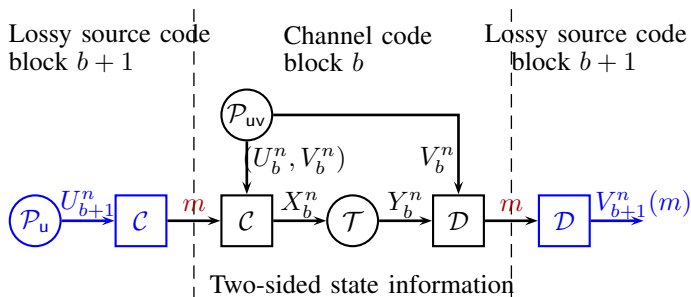 Lossy source code
block b + 1
Channel code
block b
Lossy source code
block b + 1
𝒫_uv
(U_b^n, V_b^n)
V_b^n
𝒫_u
U_{b+1}^n
𝒞
m
𝒞
X_b^n
𝒯
Y_b^n
𝒟
m
𝒟
V_{b+1}^n(m)
Two-sided state information